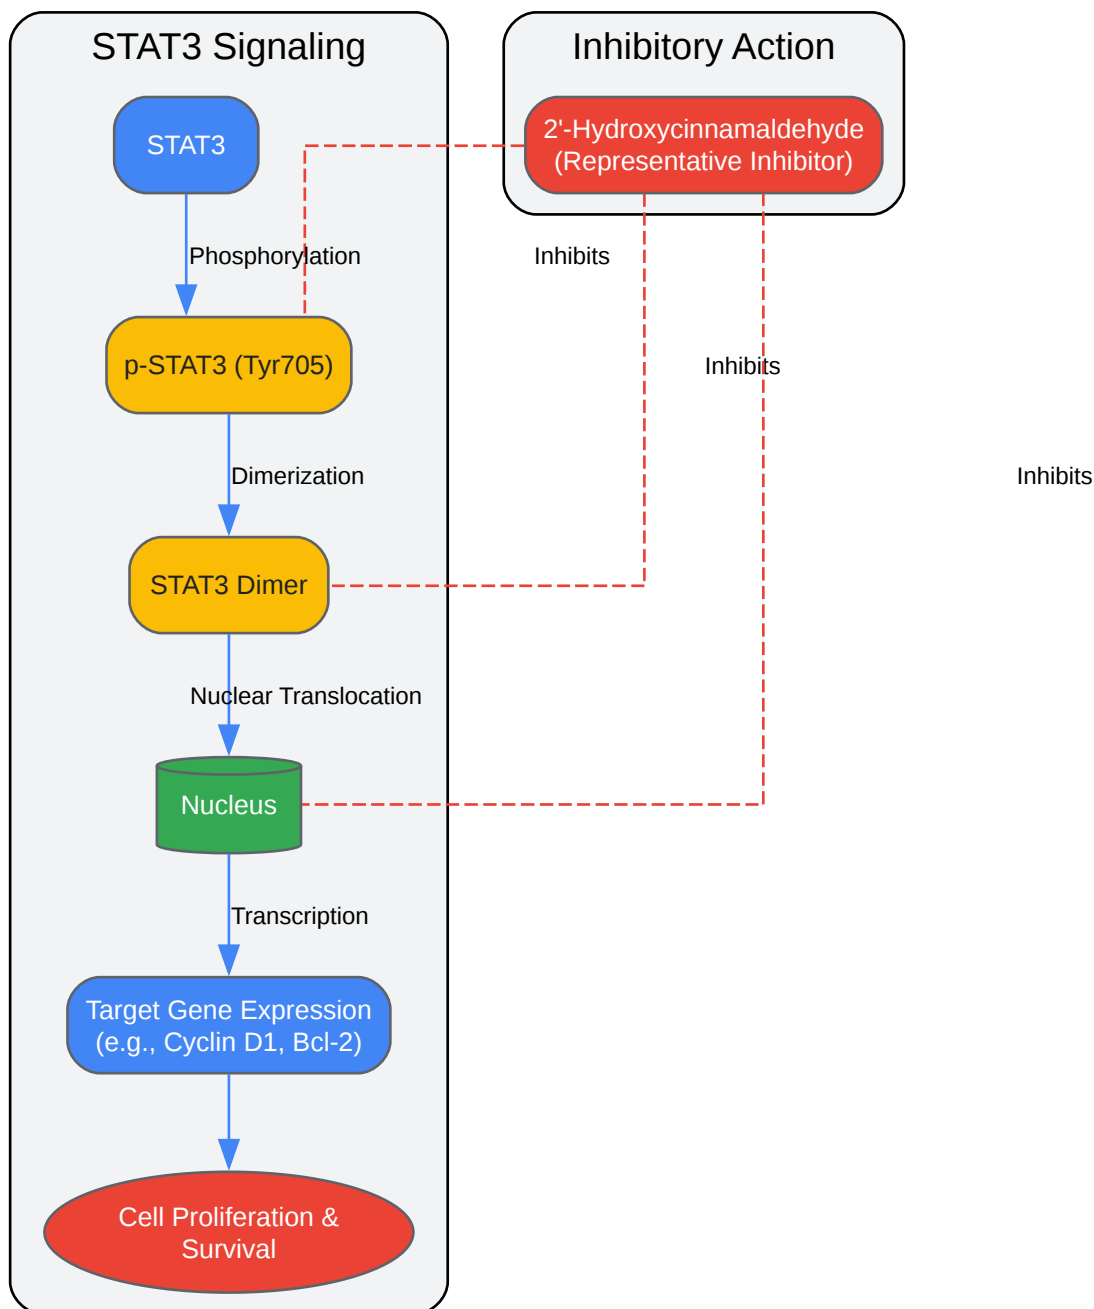 STAT3 Signaling
Inhibitory Action
STAT3
2'-Hydroxycinnamaldehyde
(Representative Inhibitor)
Phosphorylation
Inhibits
p-STAT3 (Tyr705)
Inhibits
Dimerization
Inhibits
STAT3 Dimer
Nuclear Translocation
Nucleus
Transcription
Target Gene Expression
(e.g., Cyclin D1, Bcl-2)
Cell Proliferation &
Survival